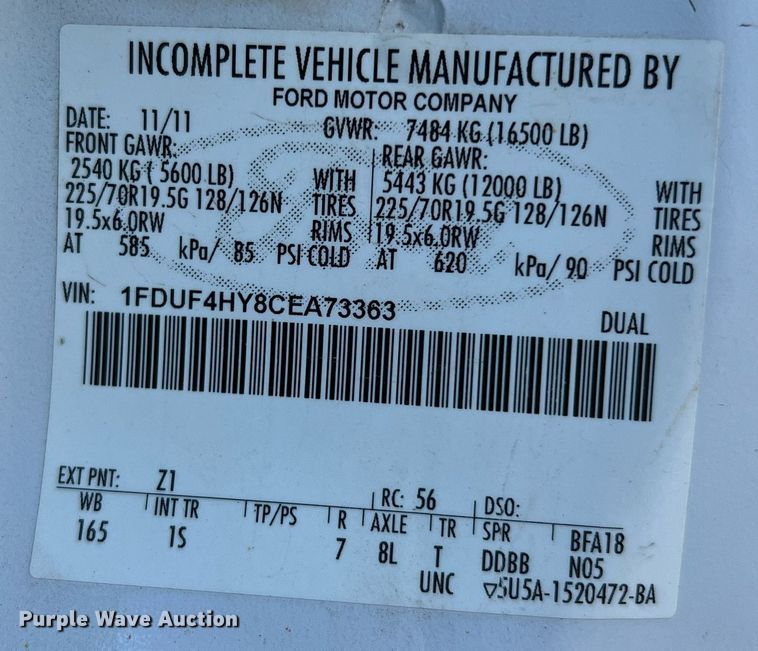 INCOMPLETE VEHICLE MANUFACTURED BY
FORD MOTOR COMPANY
DATE: 11/11 GVWR: 7484 KG (16500 LB)
FRONT GAWR: REAR GAWR:
2540 KG ( 5600 LB) WITH 5443 KG (12000 LB) WITH
225/70R19.5G 128/126N TIRES 225/70R19.5G 128/126N TIRES
19.5x6.0RW RIMS 19.5x6.0RW RIMS
AT 585 kPa/ 85 PSI COLD AT 620 kPa/ 90 PSI COLD
VIN: 1FDUF4HY8CEA73363 DUAL
EXT PNT: Z1 RC: 56 DSO:
WB INT TR TP/PS R AXLE TR SPR BFA18
165 1S 7 8L T DDBB N05
UNC 5U5A-1520472-BA
Purple Wave Auction